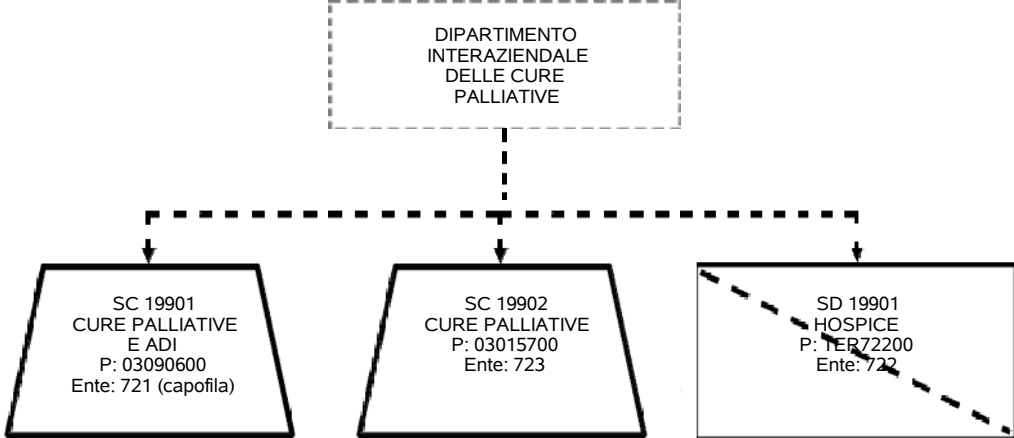 DIPARTIMENTO
INTERAZIENDALE
DELLE CURE
PALLIATIVE
SC 19901
CURE PALLIATIVE
E ADI
P: 03090600
Ente: 721 (capofila)
SC 19902
CURE PALLIATIVE
P: 03015700
Ente: 723
SD 19901
HOSPICE
P: TER72200
Ente: 722